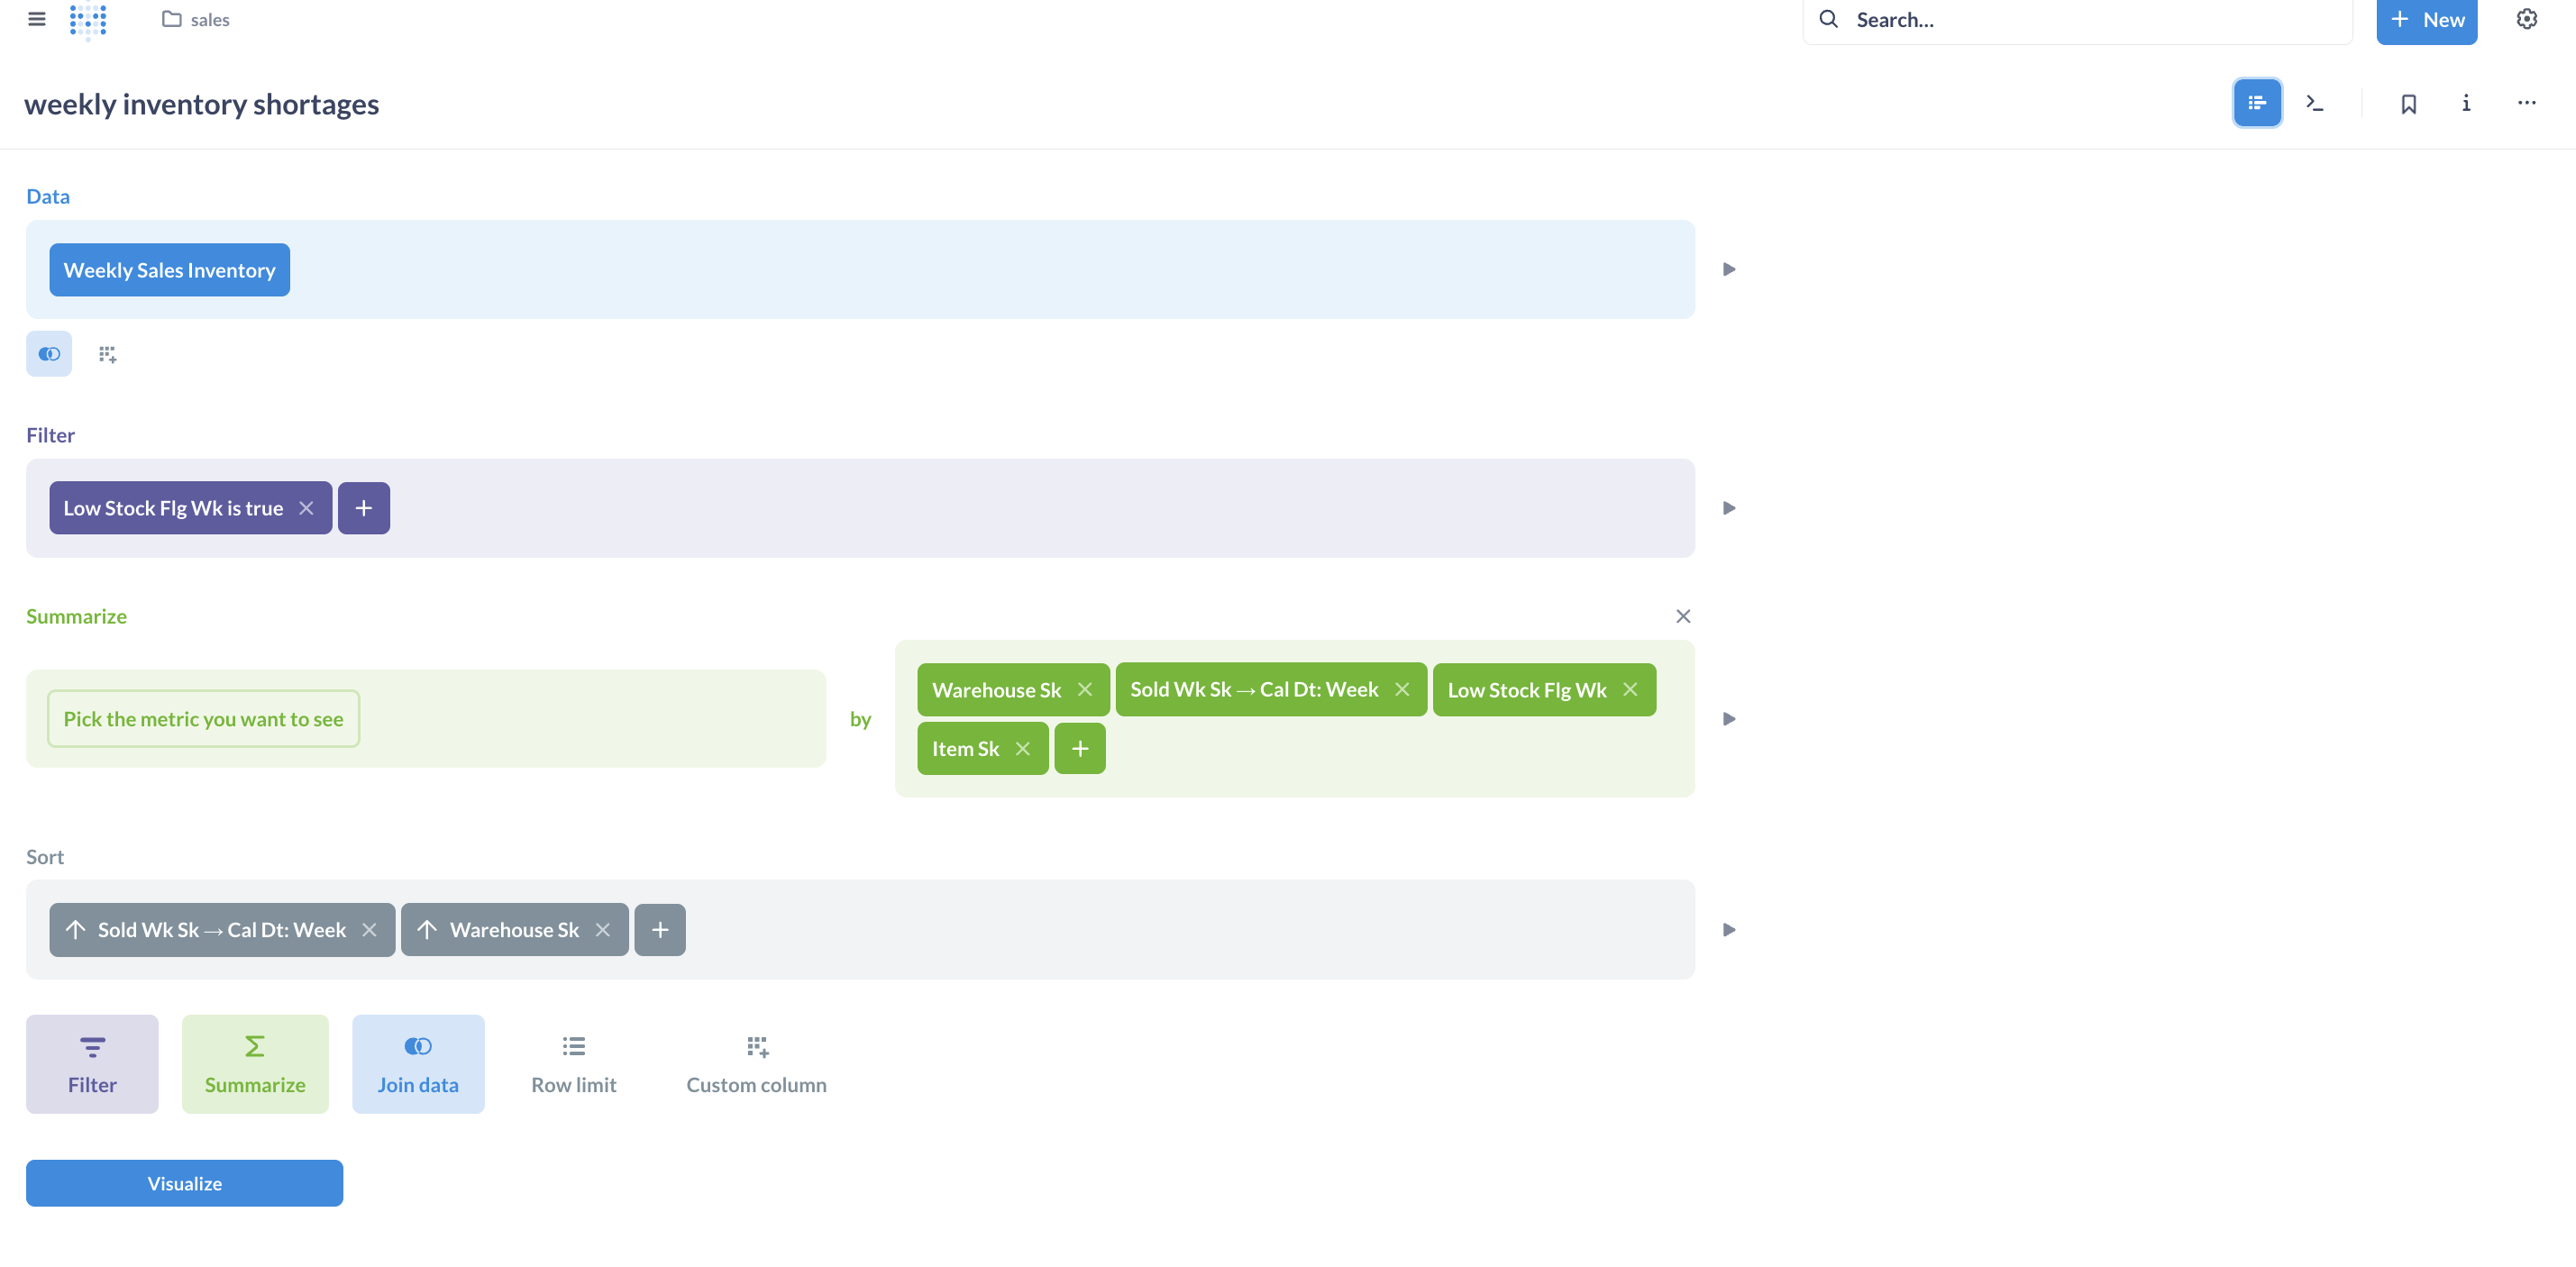 sales
Search...
+ New
weekly inventory shortages
Data
Weekly Sales Inventory
Filter
Low Stock Flg Wk is true
Summarize
Pick the metric you want to see
by
Warehouse Sk
Sold Wk Sk → Cal Dt: Week
Low Stock Flg Wk
Item Sk
Sort
↑ Sold Wk Sk → Cal Dt: Week
↑ Warehouse Sk
Filter
Summarize
Join data
Row limit
Custom column
Visualize